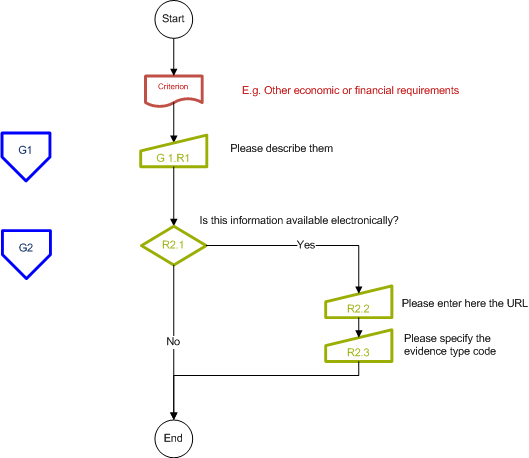 Start
Criterion
E.g. Other economic or financial requirements
G1
G 1.R1
Please describe them
Is this information available electronically?
G2
R2.1
Yes
R2.2
Please enter here the URL
No
R2.3
Please specify the
evidence type code
End